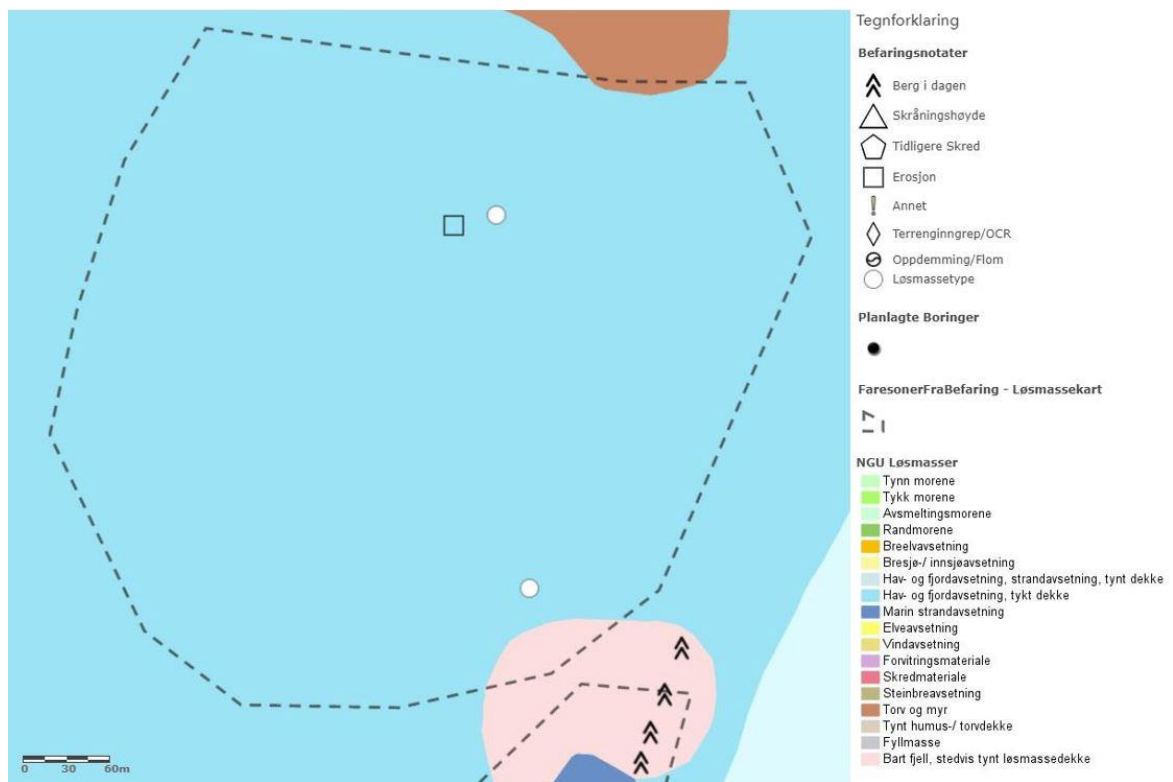 Tegnforklaring
Befaringsnotater
Berg i dagen
Skråningshøyde
Tidligere Skred
Erosjon
Annet
Terrenginngrep/OCR
Oppdemming/Flom
Løsmassetype
Planlagte Boringer
FaresonerFraBefaring - Løsmassekart
NGU Løsmasser
Tynn morene
Tykk morene
Avsmeltingsmorene
Randmorene
Breelvavsetning
Bresjø-/ innsjøavsetning
Hav- og fjordavsetning, strandavsetning, tynt dekke
Hav- og fjordavsetning, tykt dekke
Marin strandavsetning
Elveavsetning
Vindavsetning
Forvitringsmateriale
Skredmateriale
Steinbreavsetning
Torv og myr
Tynt humus-/ torvdekke
Fyllmasse
Bart fjell, stedvis tynt løsmassedekke
0 30 60m